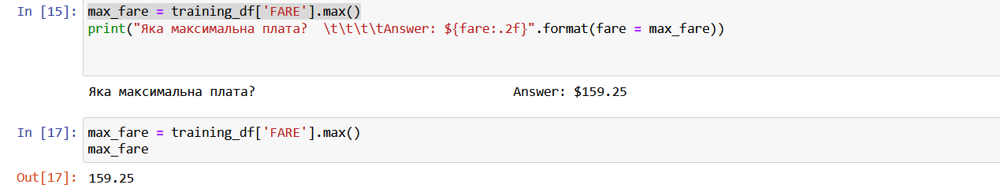 In [15]: max_fare = training_df['FARE'].max()
print("Яка максимальна плата?  \t\t\t\tAnswer: ${fare:.2f}".format(fare = max_fare))
Яка максимальна плата? Answer: $159.25
In [17]: max_fare = training_df['FARE'].max()
max_fare
Out[17]: 159.25